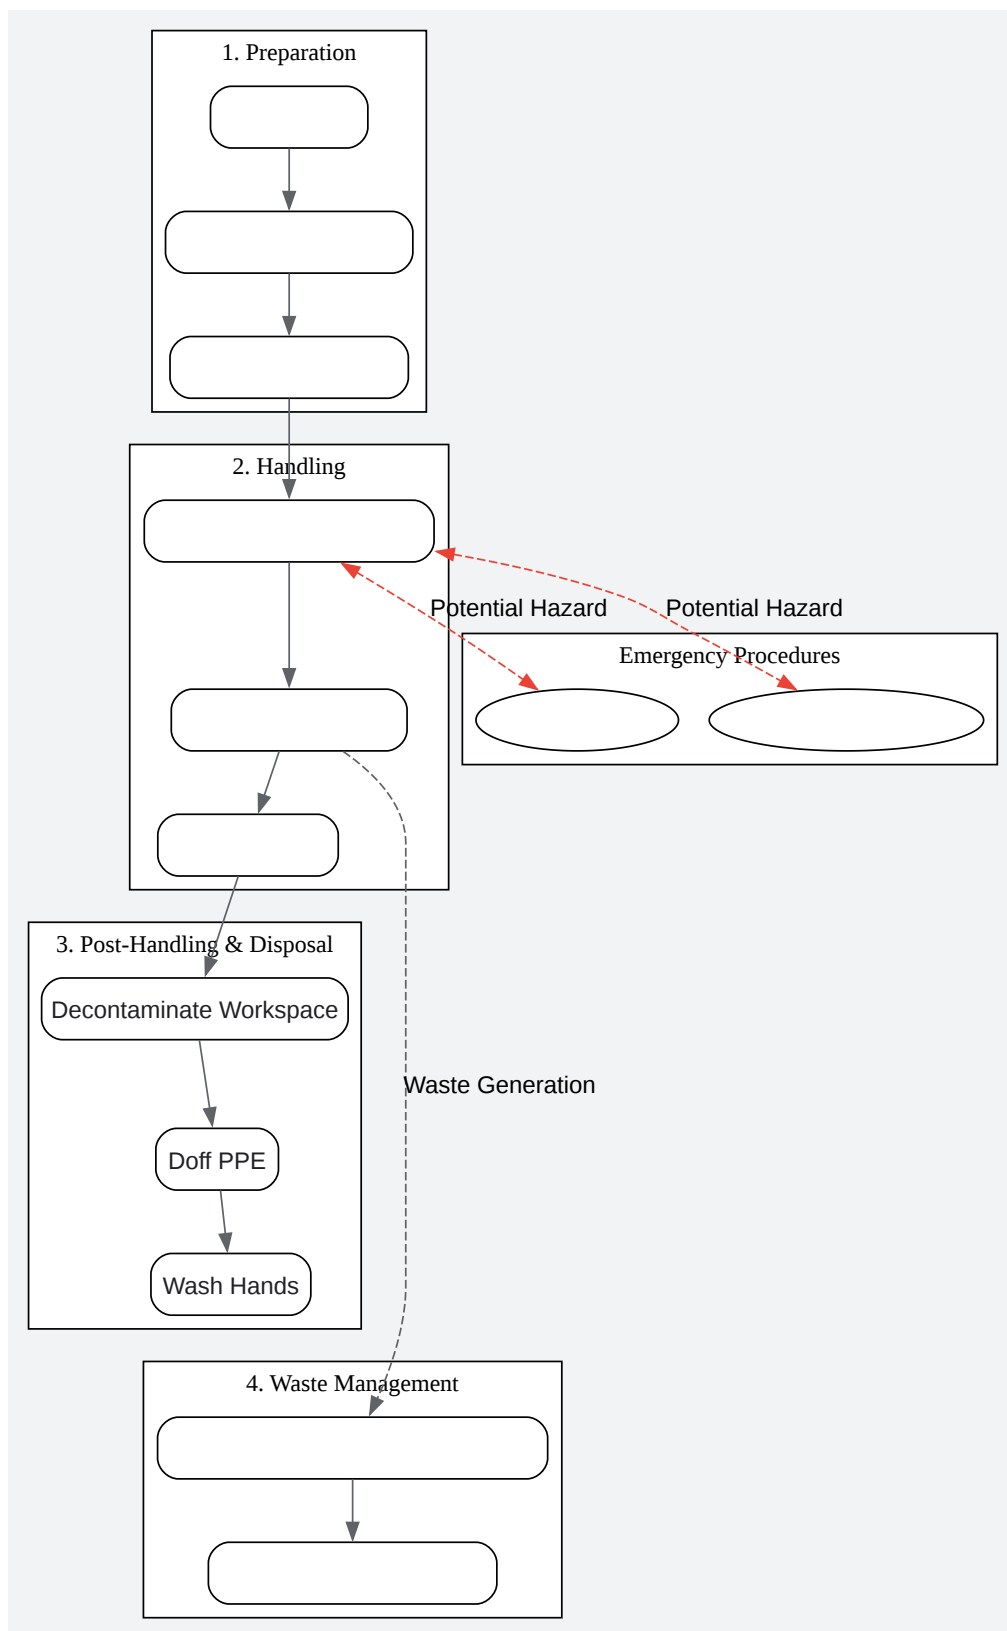 1. Preparation
2. Handling
Potential Hazard
Potential Hazard
Emergency Procedures
3. Post-Handling & Disposal
Decontaminate Workspace
Waste Generation
Doff PPE
Wash Hands
4. Waste Management